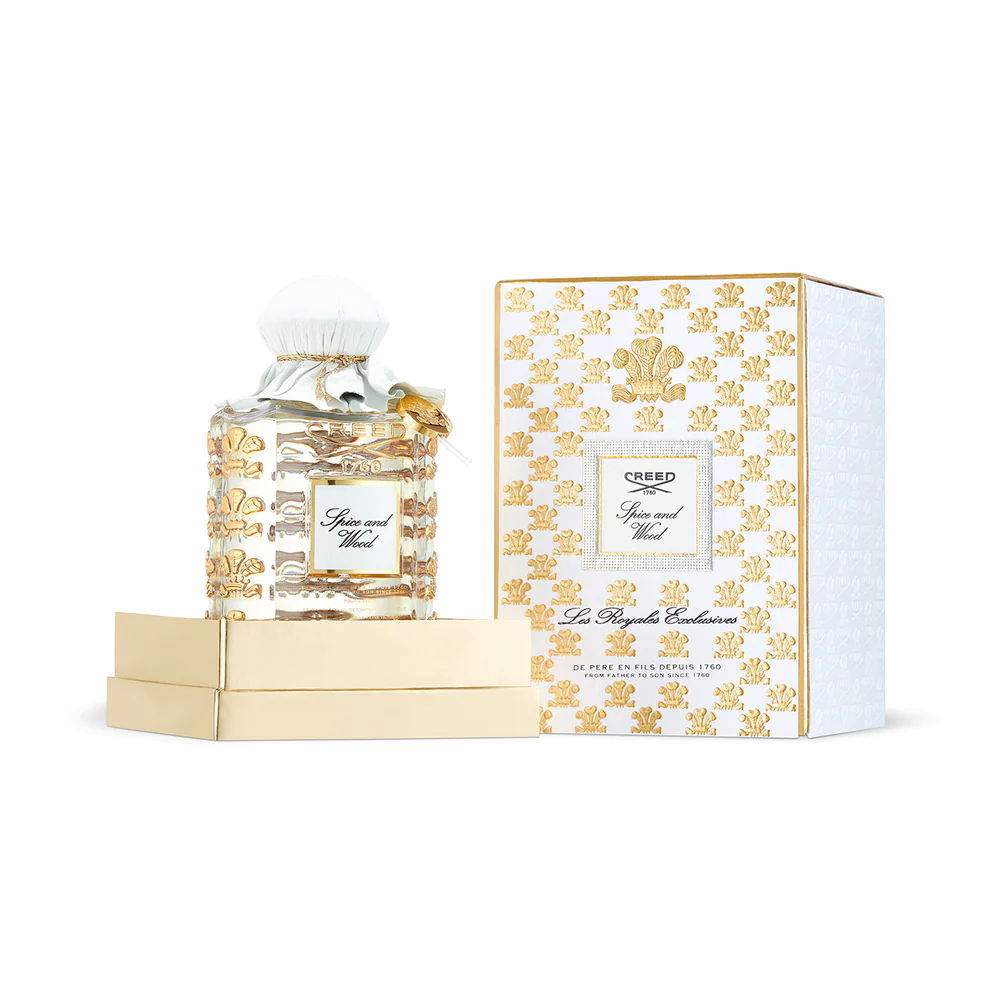 CREED
1760
Spice and
Wood
CREED
1760
Spice and
Wood
Les Royales Exclusives
DE PERE EN FILS DEPUIS 1760
FROM FATHER TO SON SINCE 1760